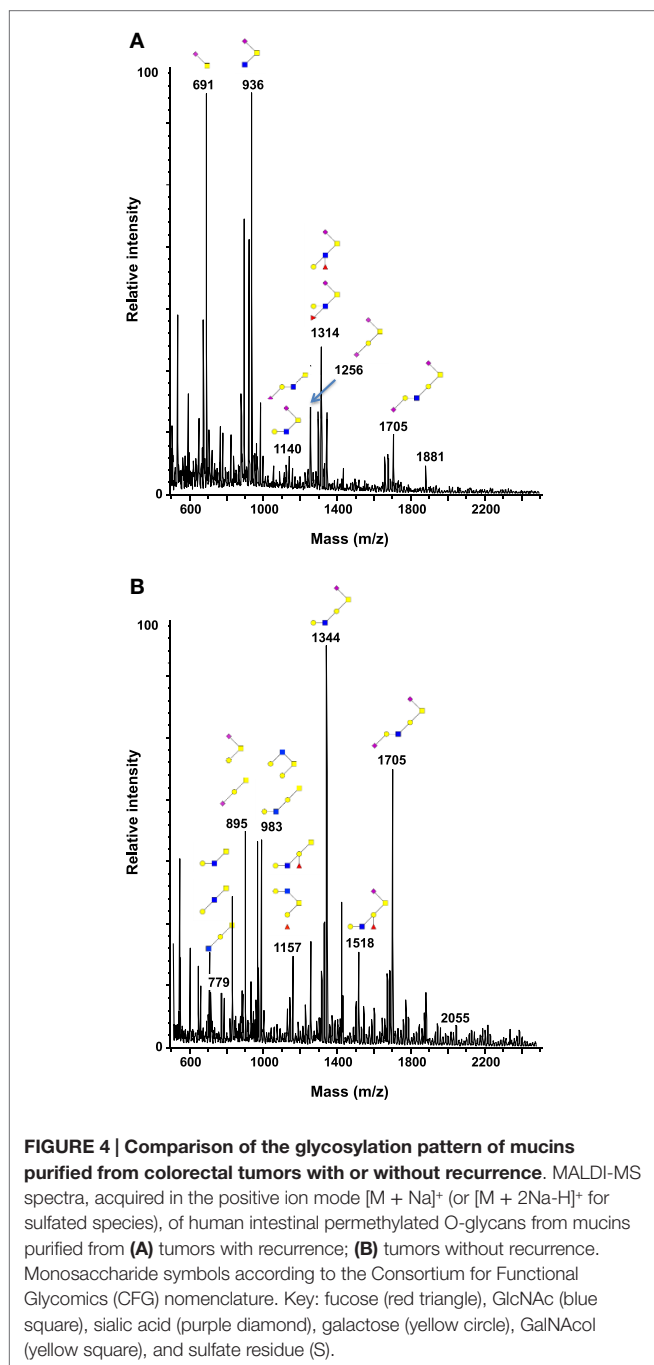 A
100
691
936
1314
1256
1140
1705
1881
Relative intensity
0
600 1000 1400 1800 2200
Mass (m/z)
B
100
1344
1705
895
983
1157
1518
779
2055
Relative intensity
0
600 1000 1400 1800 2200
Mass (m/z)
FIGURE 4 | Comparison of the glycosylation pattern of mucins
purified from colorectal tumors with or without recurrence. MALDI-MS
spectra, acquired in the positive ion mode [M + Na]⁺ (or [M + 2Na-H]⁺ for
sulfated species), of human intestinal permethylated O-glycans from mucins
purified from (A) tumors with recurrence; (B) tumors without recurrence.
Monosaccharide symbols according to the Consortium for Functional
Glycomics (CFG) nomenclature. Key: fucose (red triangle), GlcNAc (blue
square), sialic acid (purple diamond), galactose (yellow circle), GalNAcol
(yellow square), and sulfate residue (S).